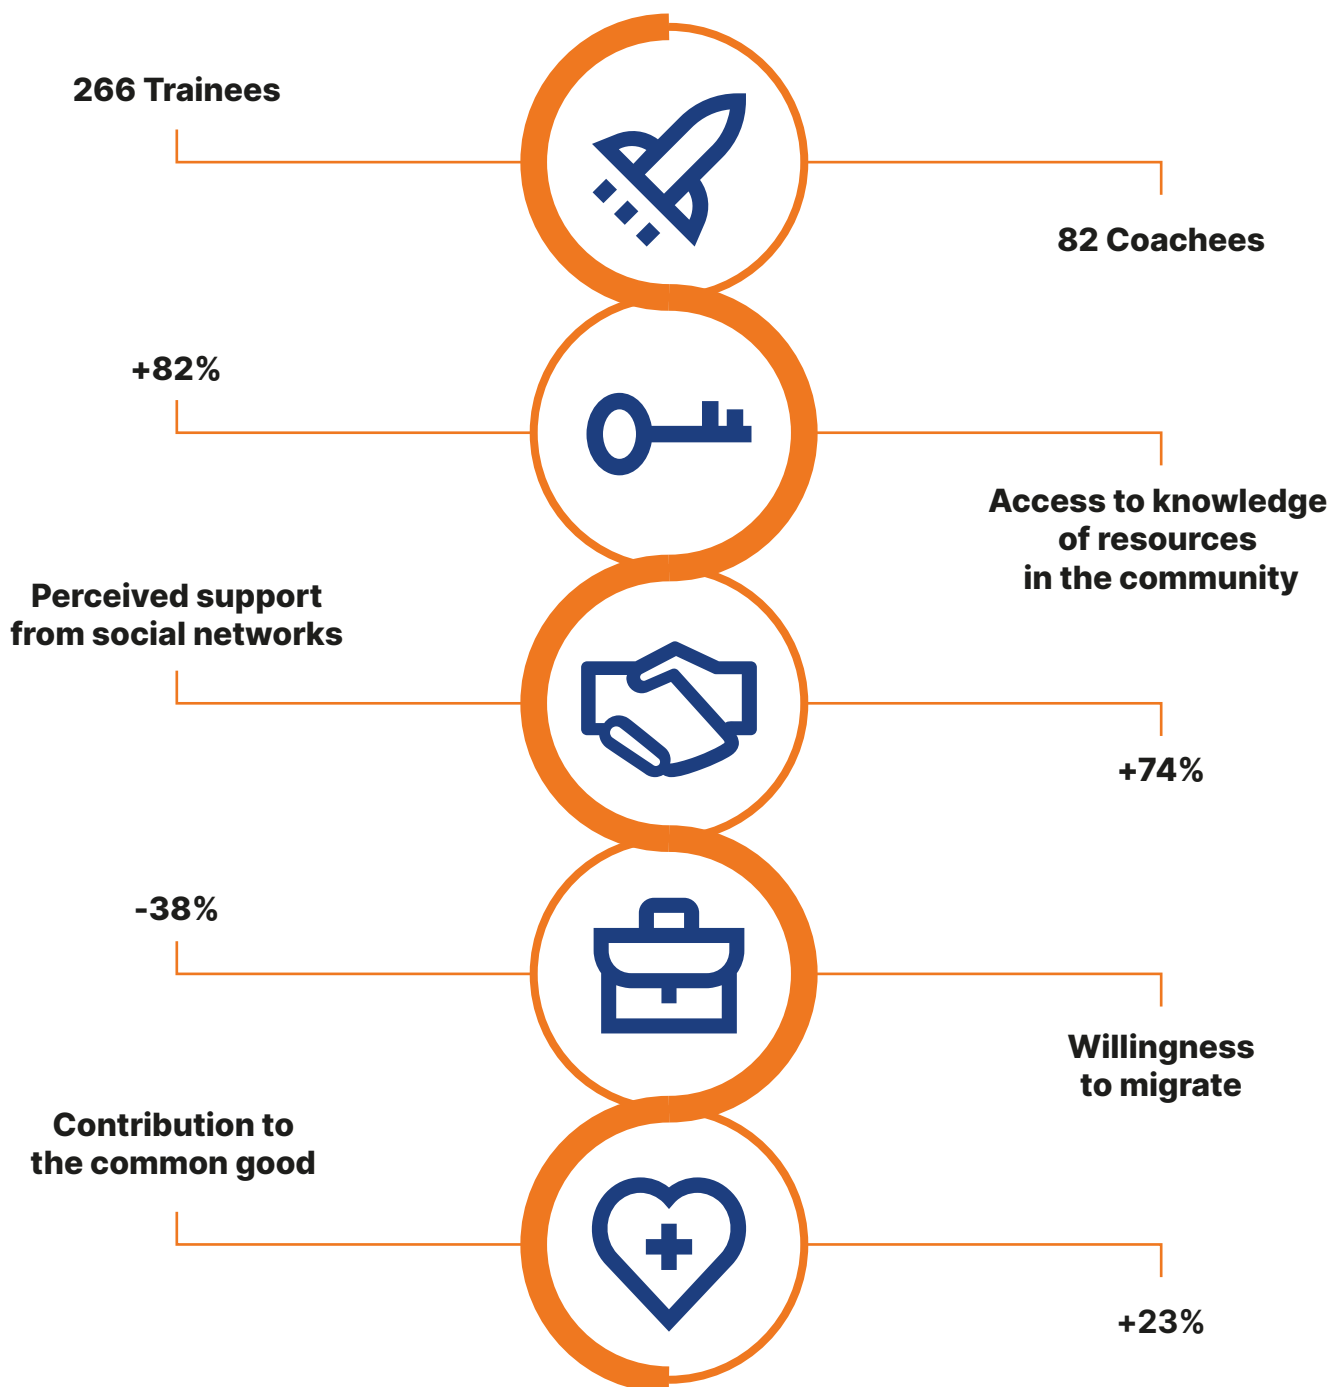 266 Trainees
82 Coachees
+82%
Access to knowledge
of resources
in the community
Perceived support
from social networks
+74%
-38%
Willingness
to migrate
Contribution to
the common good
+23%